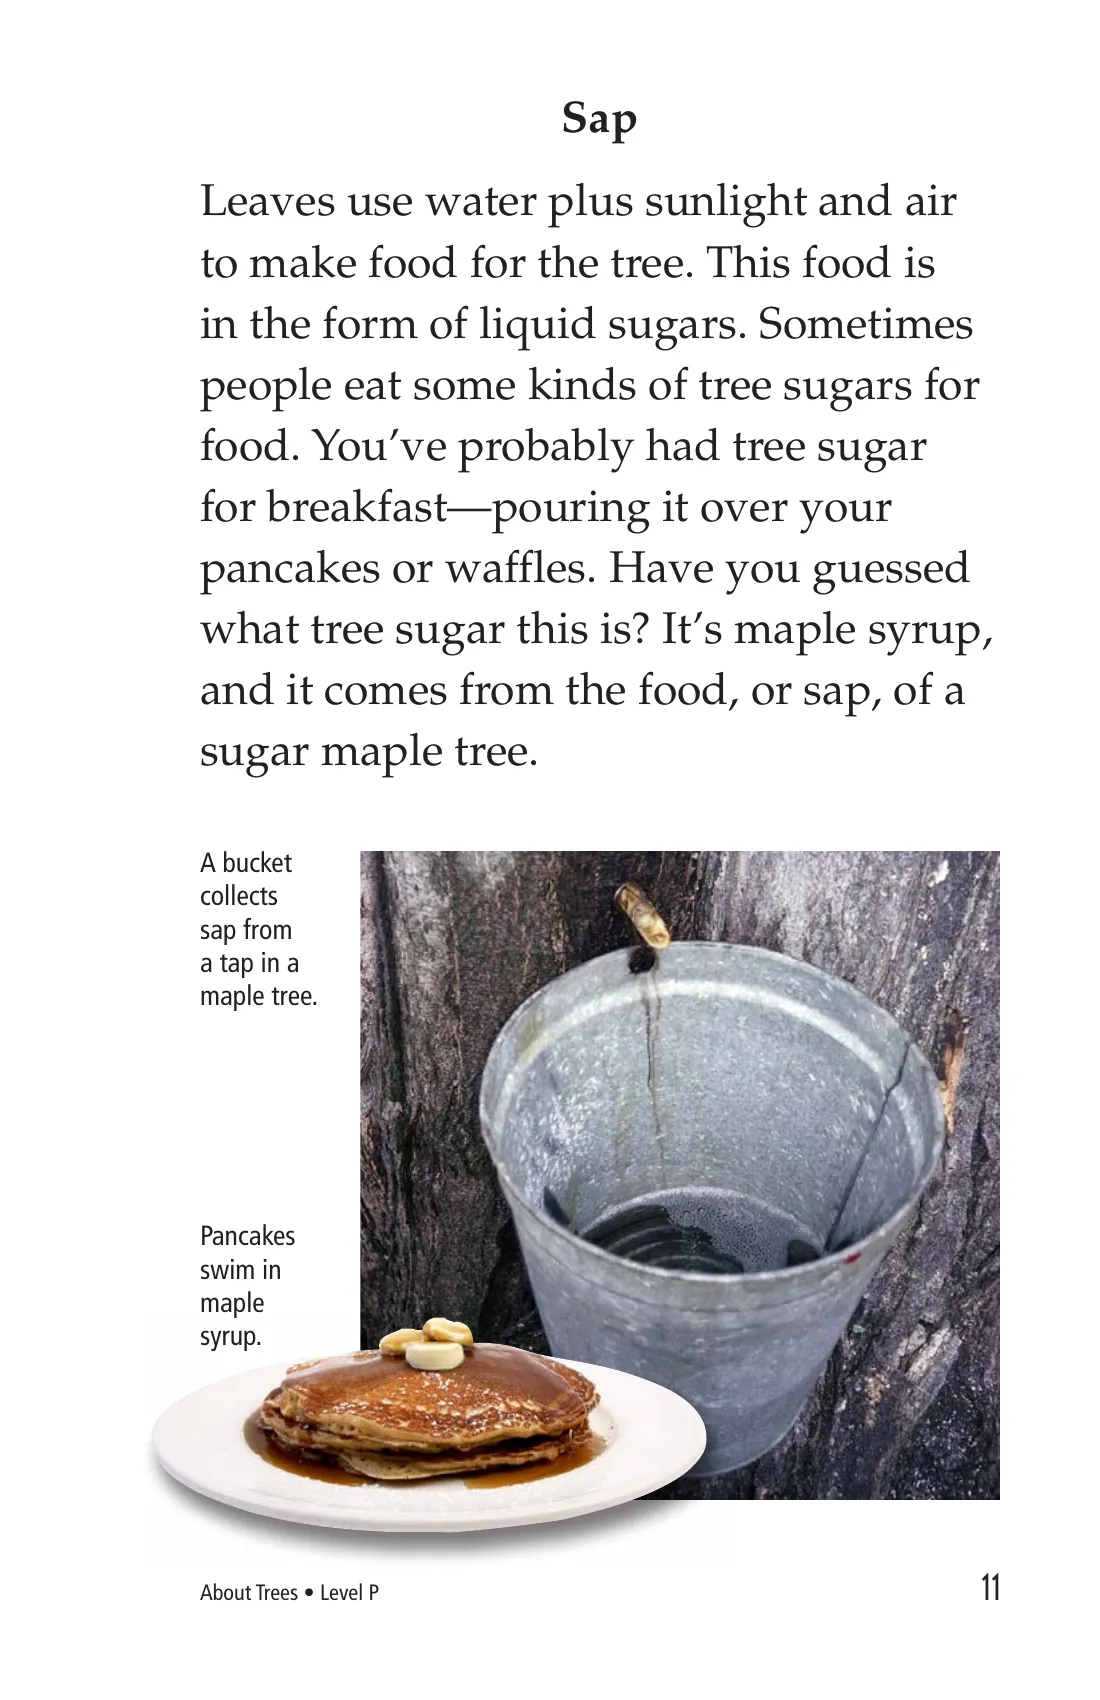 Sap
Leaves use water plus sunlight and air
to make food for the tree. This food is
in the form of liquid sugars. Sometimes
people eat some kinds of tree sugars for
food. You’ve probably had tree sugar
for breakfast—pouring it over your
pancakes or waffles. Have you guessed
what tree sugar this is? It’s maple syrup,
and it comes from the food, or sap, of a
sugar maple tree.
A bucket
collects
sap from
a tap in a
maple tree.
Pancakes
swim in
maple
syrup.
About Trees • Level P
11